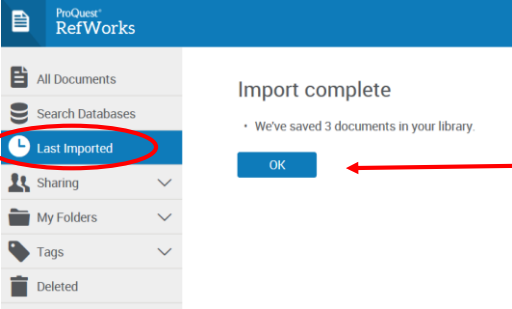 ProQuest
RefWorks
All Documents
Search Databases
Last Imported
Sharing
My Folders
Tags
Deleted
Import complete
• We've saved 3 documents in your library.
OK